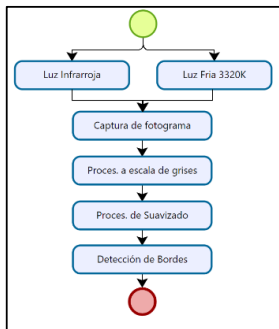 Luz Infrarroja
Luz Fria 3320K
Captura de fotograma
Proces. a escala de grises
Proces. de Suavizado
Detección de Bordes